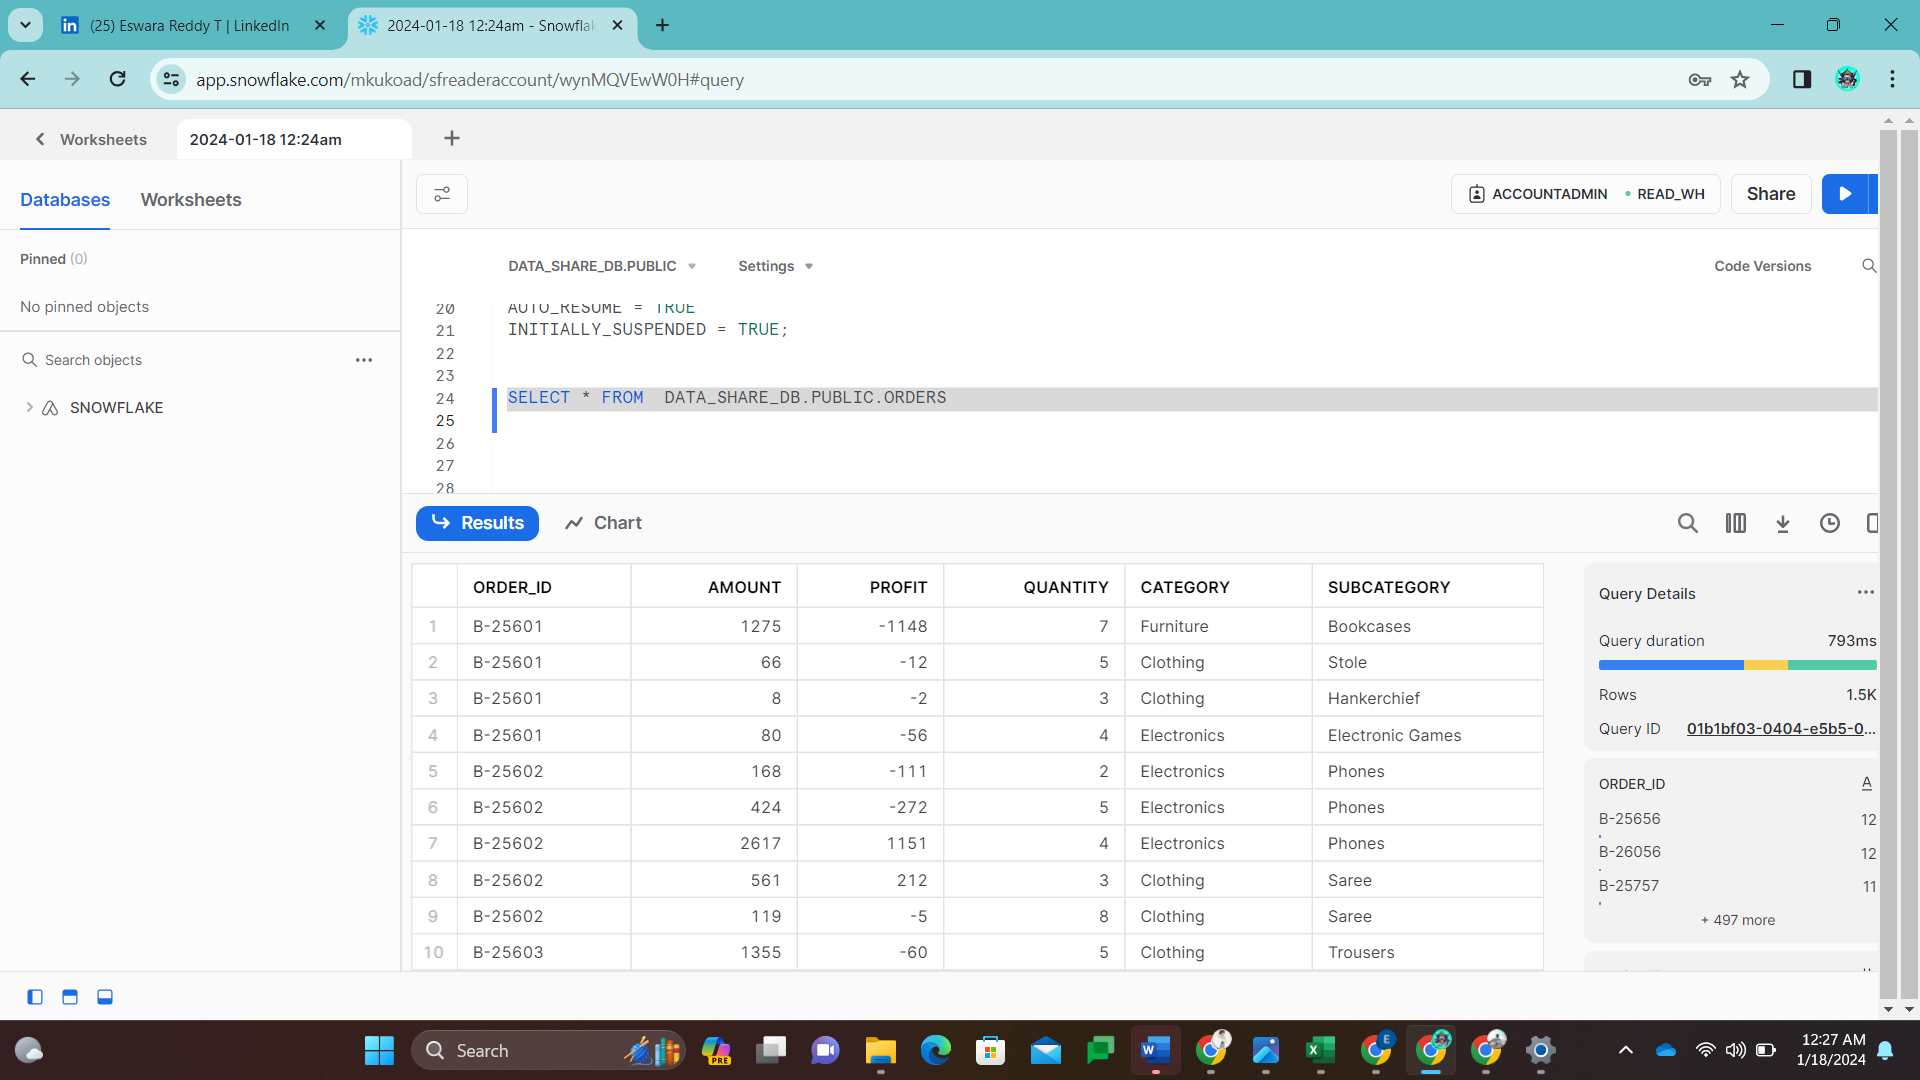 (25) Eswara Reddy T | LinkedIn
2024-01-18 12:24am - Snowfla
app.snowflake.com/mkukoad/sfreaderaccount/wynMQVEwW0H#query
Worksheets
2024-01-18 12:24am
Databases Worksheets
ACCOUNTADMIN READ_WH Share
Pinned (0)
No pinned objects
Search objects
SNOWFLAKE
DATA_SHARE_DB.PUBLIC Settings Code Versions
20 AUTO_RESUME = TRUE
21 INITIALLY_SUSPENDED = TRUE;
22
23
24 SELECT * FROM DATA_SHARE_DB.PUBLIC.ORDERS
25
26
27
28
Results Chart
ORDER_ID AMOUNT PROFIT QUANTITY CATEGORY SUBCATEGORY
1 B-25601 1275 -1148 7 Furniture Bookcases
2 B-25601 66 -12 5 Clothing Stole
3 B-25601 8 -2 3 Clothing Hankerchief
4 B-25601 80 -56 4 Electronics Electronic Games
5 B-25602 168 -111 2 Electronics Phones
6 B-25602 424 -272 5 Electronics Phones
7 B-25602 2617 1151 4 Electronics Phones
8 B-25602 561 212 3 Clothing Saree
9 B-25602 119 -5 8 Clothing Saree
10 B-25603 1355 -60 5 Clothing Trousers
Query Details
Query duration 793ms
Rows 1.5K
Query ID 01b1bf03-0404-e5b5-0...
ORDER_ID A
B-25656 12
B-26056 12
B-25757 11
+ 497 more
Search
PRE
W
X
E
12:27 AM
1/18/2024